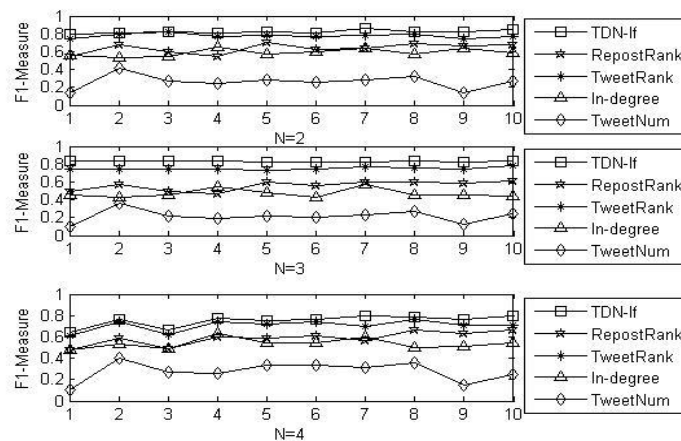 F1-Measure
1
0.8
0.6
0.4
0.2
0
1 2 3 4 5 6 7 8 9 10
N=2
TDN-If
RepostRank
TweetRank
In-degree
TweetNum
F1-Measure
1
0.8
0.6
0.4
0.2
0
1 2 3 4 5 6 7 8 9 10
N=3
TDN-If
RepostRank
TweetRank
In-degree
TweetNum
F1-Measure
1
0.8
0.6
0.4
0.2
0
1 2 3 4 5 6 7 8 9 10
N=4
TDN-If
RepostRank
TweetRank
In-degree
TweetNum